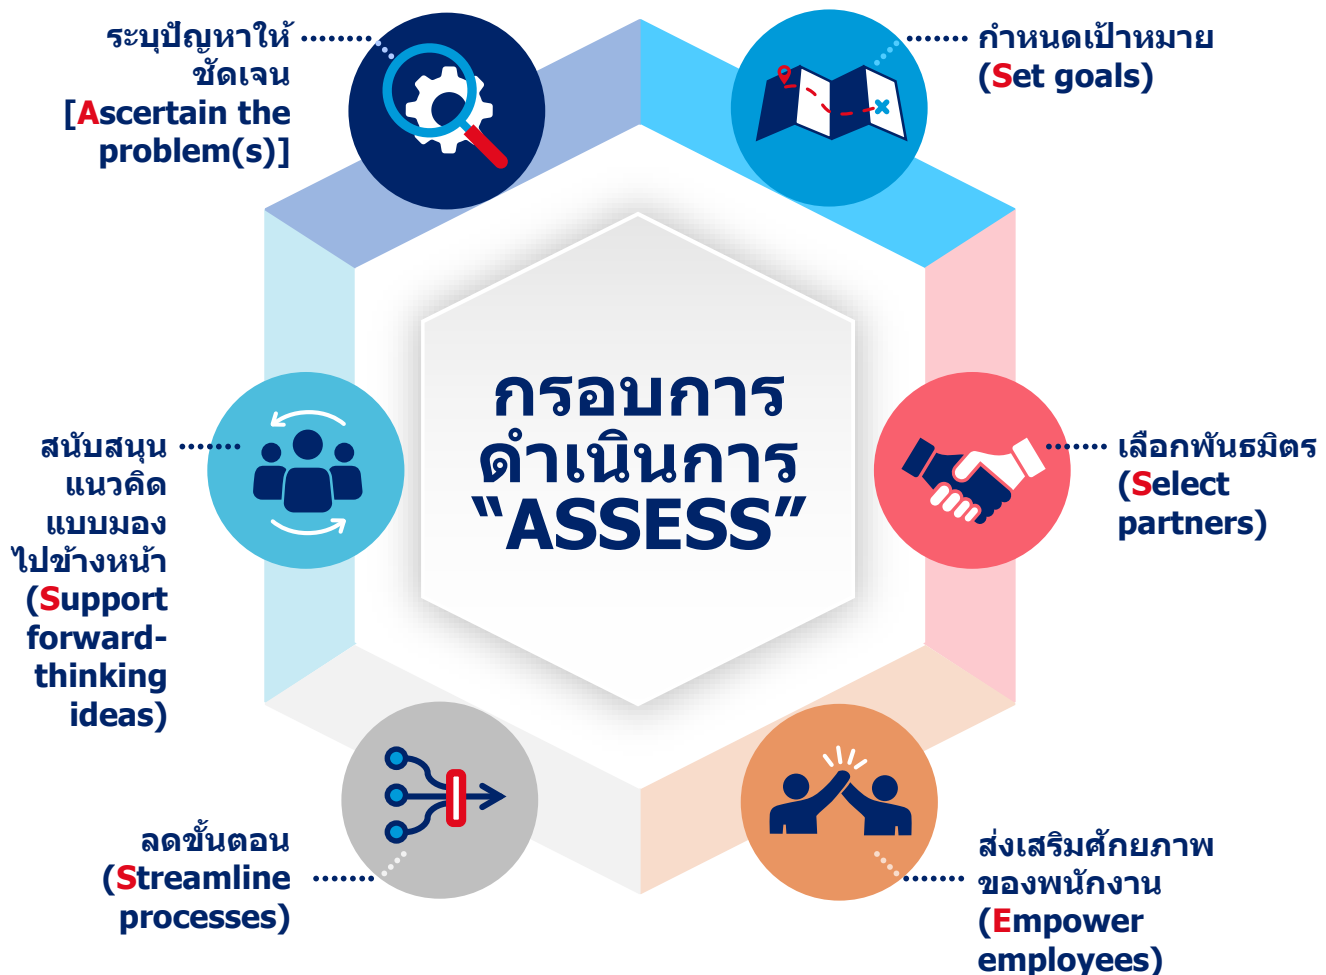 ระบุปัญหาให้
ชัดเจน
[Ascertain the
problem(s)]
กำหนดเป้าหมาย
(Set goals)
กรอบการ
ดำเนินการ
“ASSESS”
สนับสนุน
แนวคิด
แบบมอง
ไปข้างหน้า
(Support
forward-
thinking
ideas)
เลือกพันธมิตร
(Select
partners)
ลดขั้นตอน
(Streamline
processes)
ส่งเสริมศักยภาพ
ของพนักงาน
(Empower
employees)